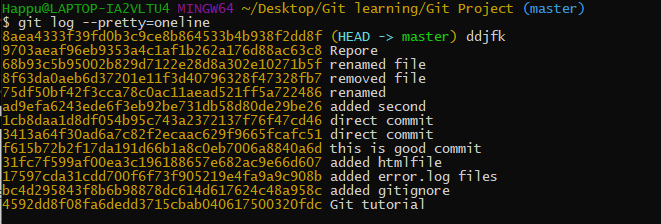 Happu@LAPTOP-IA2VLTU4 MINGW64 ~/Desktop/Git learning/Git Project (master)
$ git log --pretty=oneline
8aea4333f39fd0b3c9ce8b864533b4b938f2dd8f (HEAD -> master) ddjfk
9703aeaf96eb9353a4c1af1b262a176d88ac63c8 Repore
68b93c5b95002b829d7122e28d8a302e10271b5f renamed file
8f63da0aeb6d37201e11f3d40796328f47328fb7 removed file
75df50bf42f3cca78c0ac11aead521ff5a722486 renamed
ad9efa6243ede6f3eb92be731db58d80de29be26 added second
1cb8daa1d8df054b95c743a2372137f76f47cd46 direct commit
3413a64f30ad6a7c82f2ecaac629f9665fcafc51 direct commit
f615b72b2f17da191d66b1a8c0eb7006a8840a6d this is good commit
31fc7f599af00ea3c196188657e682ac9e66d607 added htmlfile
17597cda31cdd700f6f73f905219e4fa9a9c908b added error.log files
bc4d295843f8b6b98878dc614d617624c48a958c added gitignore
4592dd8f08fa6dedd3715cbab040617500320fdc Git tutorial